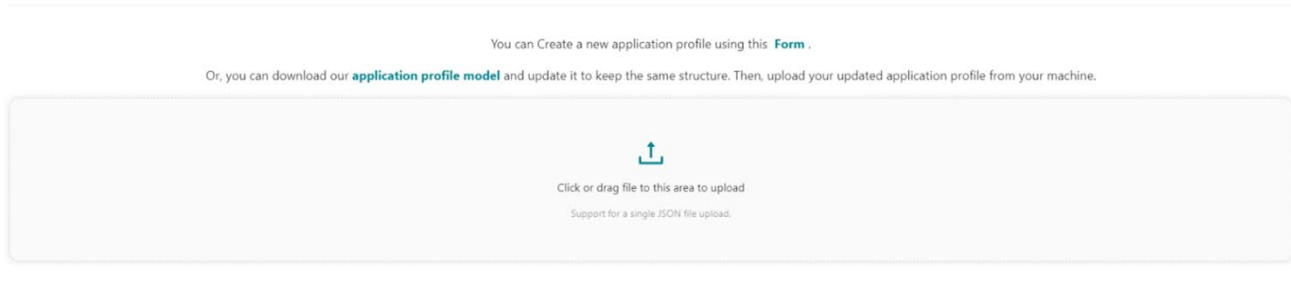 You can Create a new application profile using this Form .
Or, you can download our application profile model and update it to keep the same structure. Then, upload your updated application profile from your machine.
Click or drag file to this area to upload
Support for a single JSON file upload.